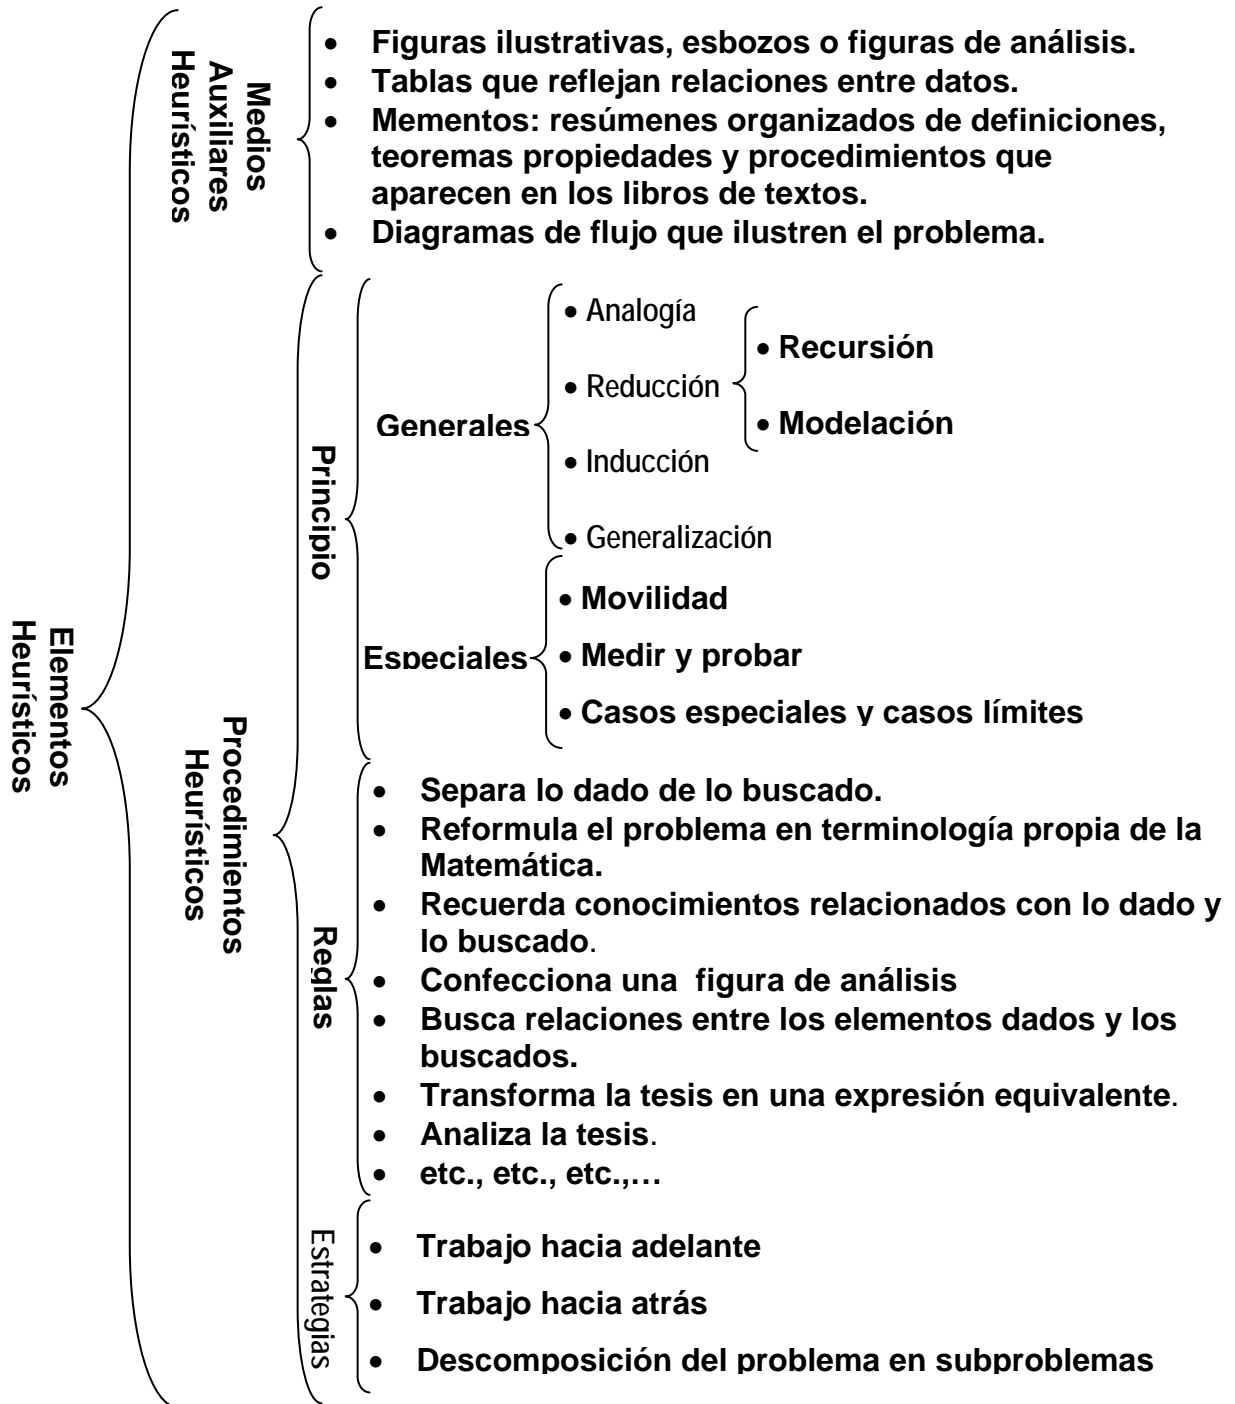 Elementos
Heurísticos
Medios
Auxiliares
Heurísticos
• Figuras ilustrativas, esbozos o figuras de análisis.
• Tablas que reflejan relaciones entre datos.
• Mementos: resúmenes organizados de definiciones,
teoremas propiedades y procedimientos que
aparecen en los libros de textos.
• Diagramas de flujo que ilustren el problema.
Procedimientos
Heurísticos
Principio
Generales
• Analogía
• Reducción
• Recursión
• Modelación
• Inducción
• Generalización
Especiales
• Movilidad
• Medir y probar
• Casos especiales y casos límites
Reglas
• Separa lo dado de lo buscado.
• Reformula el problema en terminología propia de la
Matemática.
• Recuerda conocimientos relacionados con lo dado y
lo buscado.
• Confecciona una figura de análisis
• Busca relaciones entre los elementos dados y los
buscados.
• Transforma la tesis en una expresión equivalente.
• Analiza la tesis.
• etc., etc., etc.,…
Estrategias
• Trabajo hacia adelante
• Trabajo hacia atrás
• Descomposición del problema en subproblemas